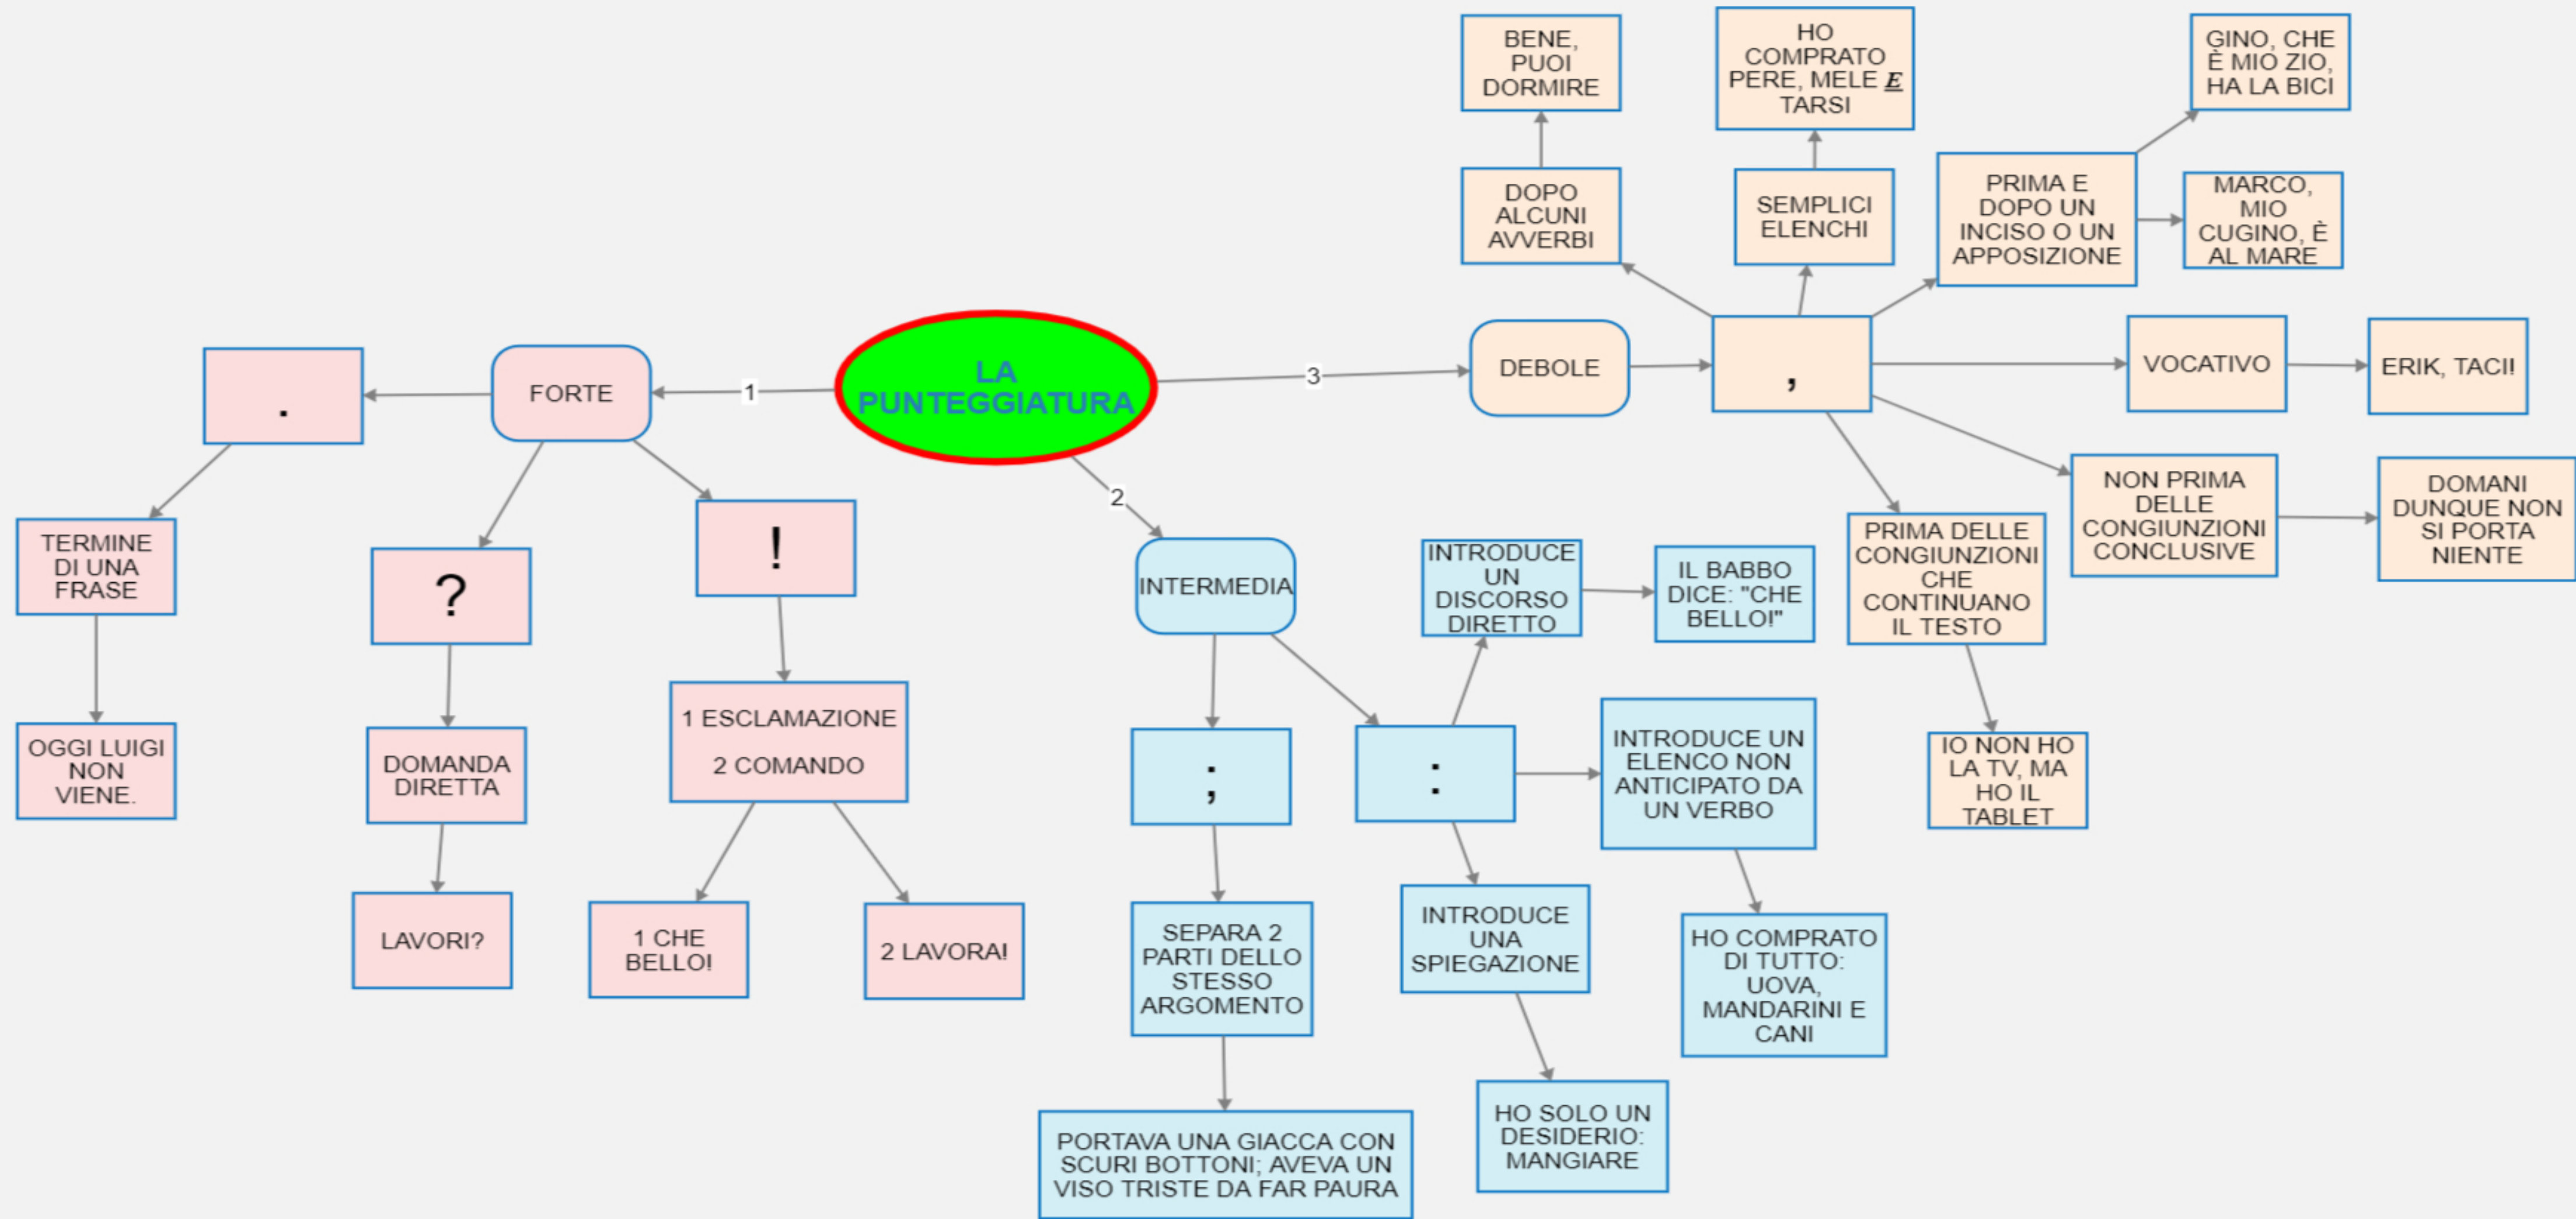 LA
PUNTEGGIATURA
1
FORTE
.
TERMINE
DI UNA
FRASE
OGGI LUIGI
NON
VIENE.
?
DOMANDA
DIRETTA
LAVORI?
!
1 ESCLAMAZIONE
2 COMANDO
1 CHE
BELLO!
2 LAVORA!
2
INTERMEDIA
;
SEPARA 2
PARTI DELLO
STESSO
ARGOMENTO
PORTAVA UNA GIACCA CON
SCURI BOTTONI; AVEVA UN
VISO TRISTE DA FAR PAURA
:
INTRODUCE
UN
DISCORSO
DIRETTO
IL BABBO
DICE: "CHE
BELLO!"
INTRODUCE UN
ELENCO NON
ANTICIPATO DA
UN VERBO
HO COMPRATO
DI TUTTO:
UOVA,
MANDARINI E
CANI
INTRODUCE
UNA
SPIEGAZIONE
HO SOLO UN
DESIDERIO:
MANGIARE
3
DEBOLE
,
DOPO
ALCUNI
AVVERBI
BENE,
PUOI
DORMIRE
SEMPLICI
ELENCHI
HO
COMPRATO
PERE, MELE E
TARSI
PRIMA E
DOPO UN
INCISO O UN
APPOSIZIONE
GINO, CHE
È MIO ZIO,
HA LA BICI
MARCO,
MIO
CUGINO, È
AL MARE
VOCATIVO
ERIK, TACI!
NON PRIMA
DELLE
CONGIUNZIONI
CONCLUSIVE
DOMANI
DUNQUE NON
SI PORTA
NIENTE
PRIMA DELLE
CONGIUNZIONI
CHE
CONTINUANO
IL TESTO
IO NON HO
LA TV, MA
HO IL
TABLET